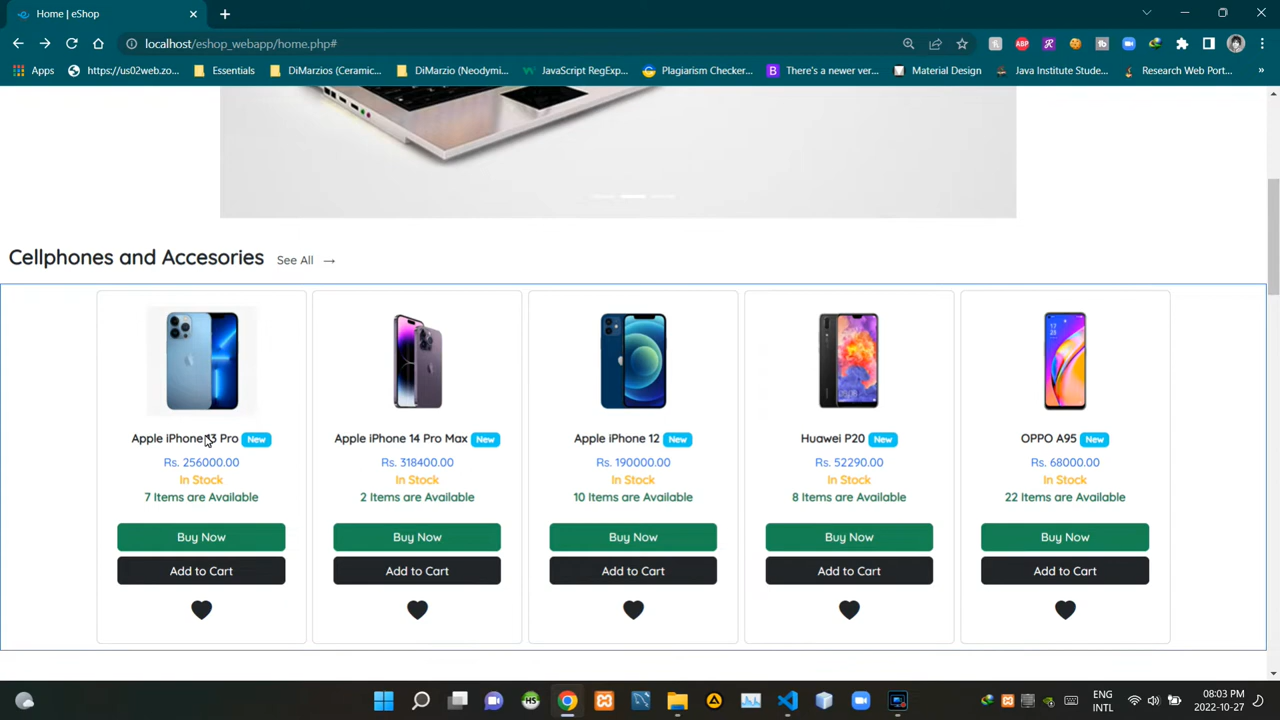 Home | eShop
localhost/eshop_webapp/home.php#
Apps
https://us02web.zo...
Essentials
DiMarzios (Ceramic...
DiMarzio (Neodymi...
JavaScript RegExp...
Plagiarism Checker...
There's a newer ver...
Material Design
Java Institute Stude...
Research Web Port...
»
Cellphones and Accesories See All →
Apple iPhone 13 Pro New
Rs. 256000.00
In Stock
7 Items are Available
Buy Now
Add to Cart
Apple iPhone 14 Pro Max New
Rs. 318400.00
In Stock
2 Items are Available
Buy Now
Add to Cart
Apple iPhone 12 New
Rs. 190000.00
In Stock
10 Items are Available
Buy Now
Add to Cart
Huawei P20 New
Rs. 52290.00
In Stock
8 Items are Available
Buy Now
Add to Cart
OPPO A95 New
Rs. 68000.00
In Stock
22 Items are Available
Buy Now
Add to Cart
ENG
INTL
08:03 PM
2022-10-27